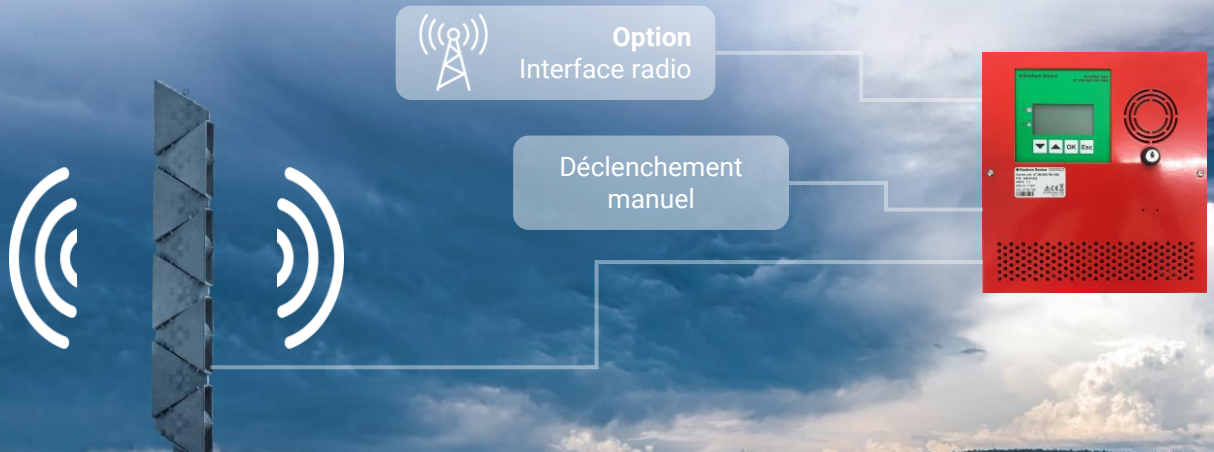 Option
Interface radio
Déclenchement
manuel
OK Esc